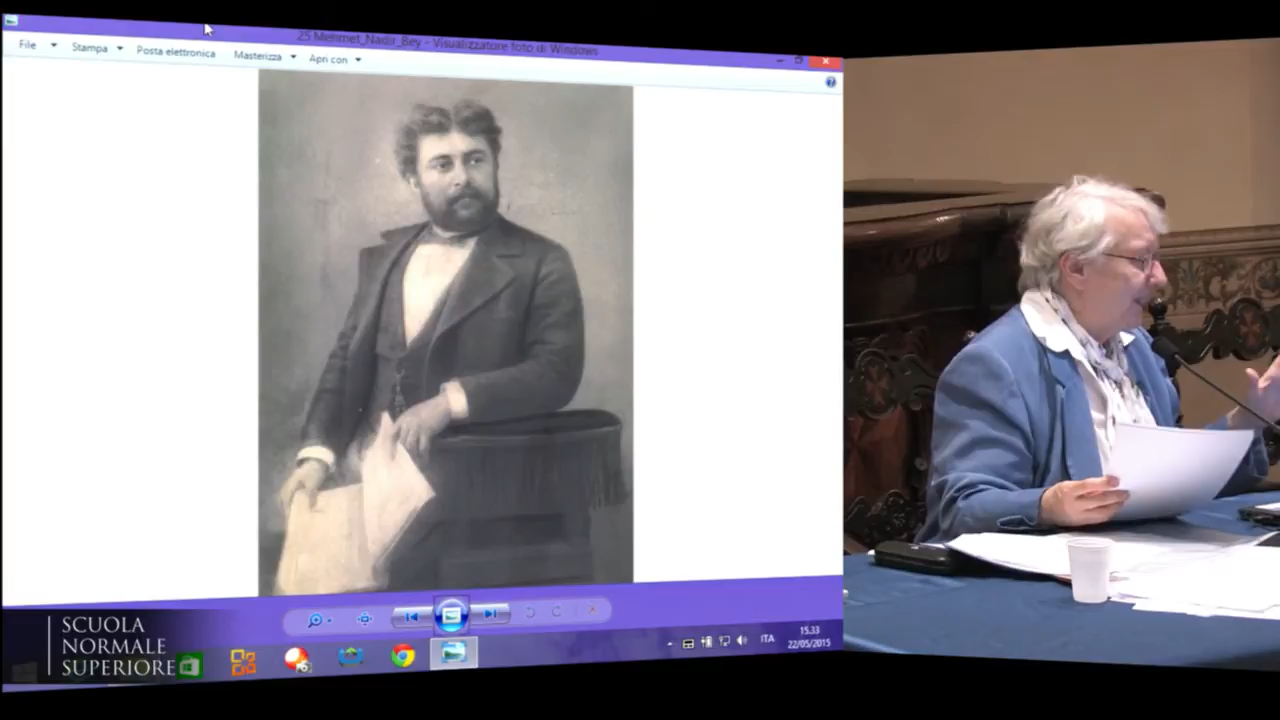 25 Mehmet_Nadir_Bey - Visualizzatore foto di Windows
File Stampa Posta elettronica Masterizza Apri con
SCUOLA
NORMALE
SUPERIORE
ITA
15.33
22/05/2015